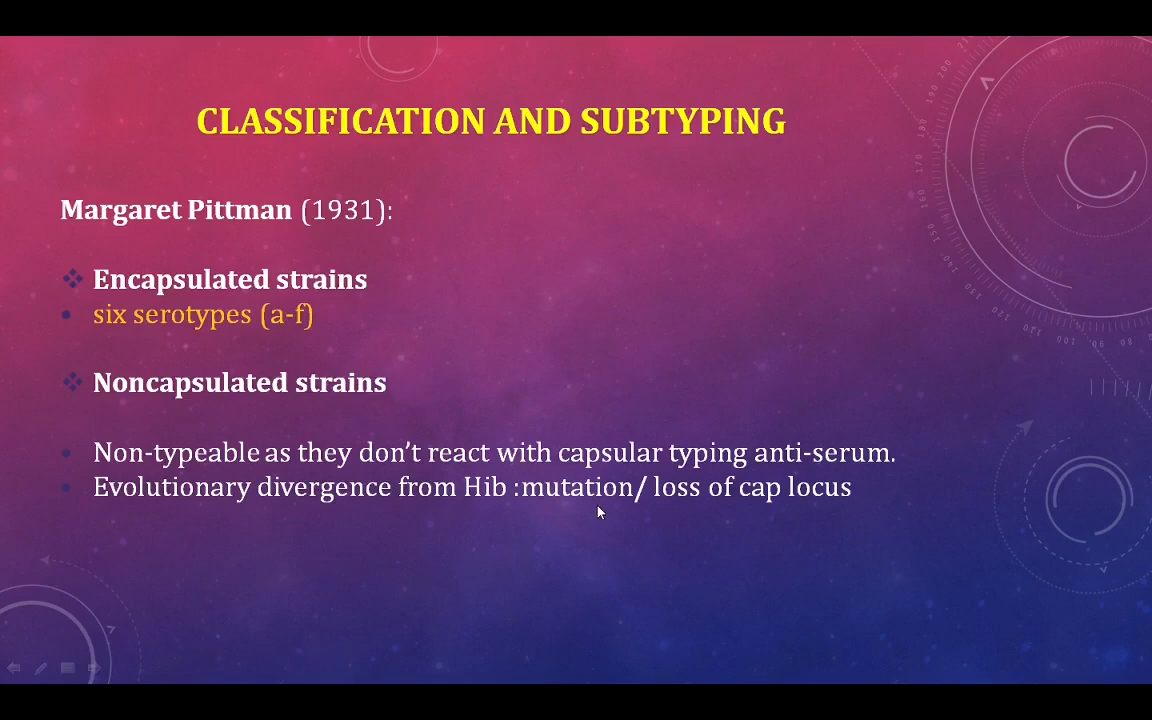 CLASSIFICATION AND SUBTYPING
Margaret Pittman (1931):
❖ Encapsulated strains
• six serotypes (a-f)
❖ Noncapsulated strains
• Non-typeable as they don't react with capsular typing anti-serum.
• Evolutionary divergence from Hib :mutation/ loss of cap locus